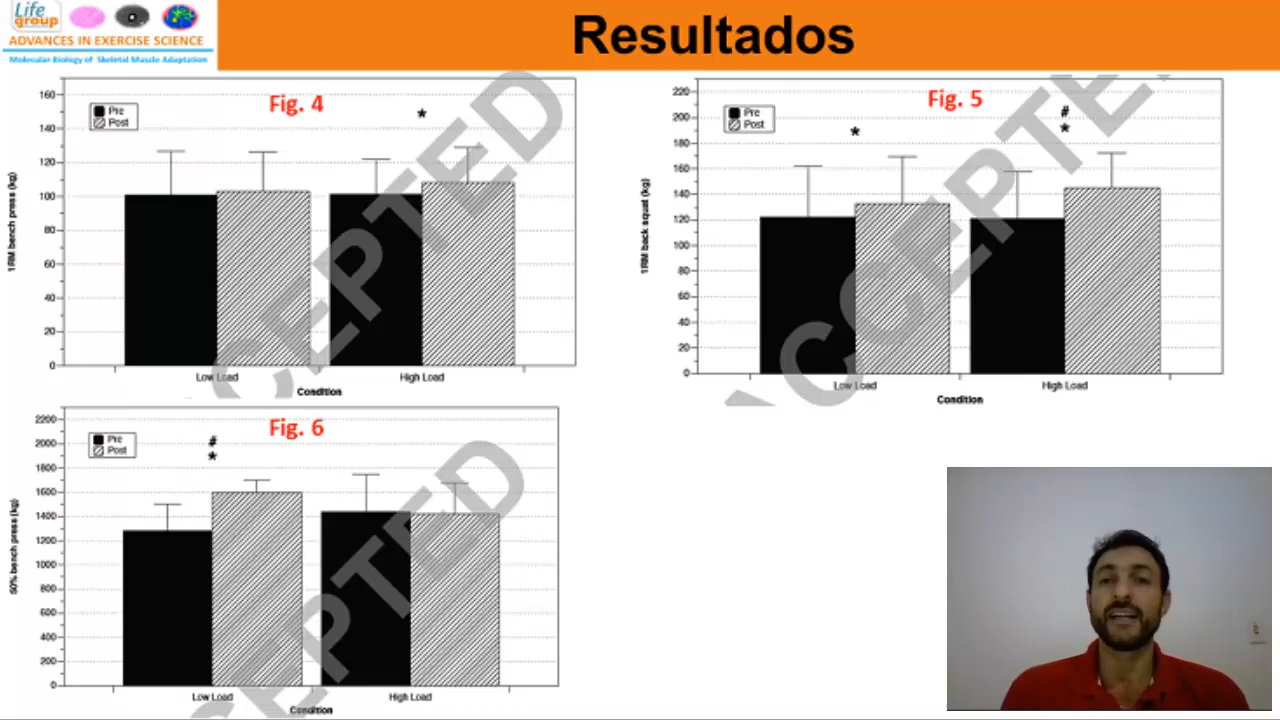 Life
group
ADVANCES IN EXERCISE SCIENCE
Molecular Biology of Skeletal Muscle Adaptation
Resultados
Fig. 4
Pre
Post
*
160
140
120
100
80
60
40
20
0
1RM bench press (kg)
Low Load
High Load
Condition
ACCEPTED
Fig. 5
Pre
Post
*
#
*
220
200
180
160
140
120
100
80
60
40
20
0
1RM back squat (kg)
Low Load
High Load
Condition
CEPTED
Fig. 6
Pre
Post
#
*
2200
2000
1800
1600
1400
1200
1000
800
600
400
200
0
50% bench press (kg)
Low Load
High Load
Condition
CEPTED